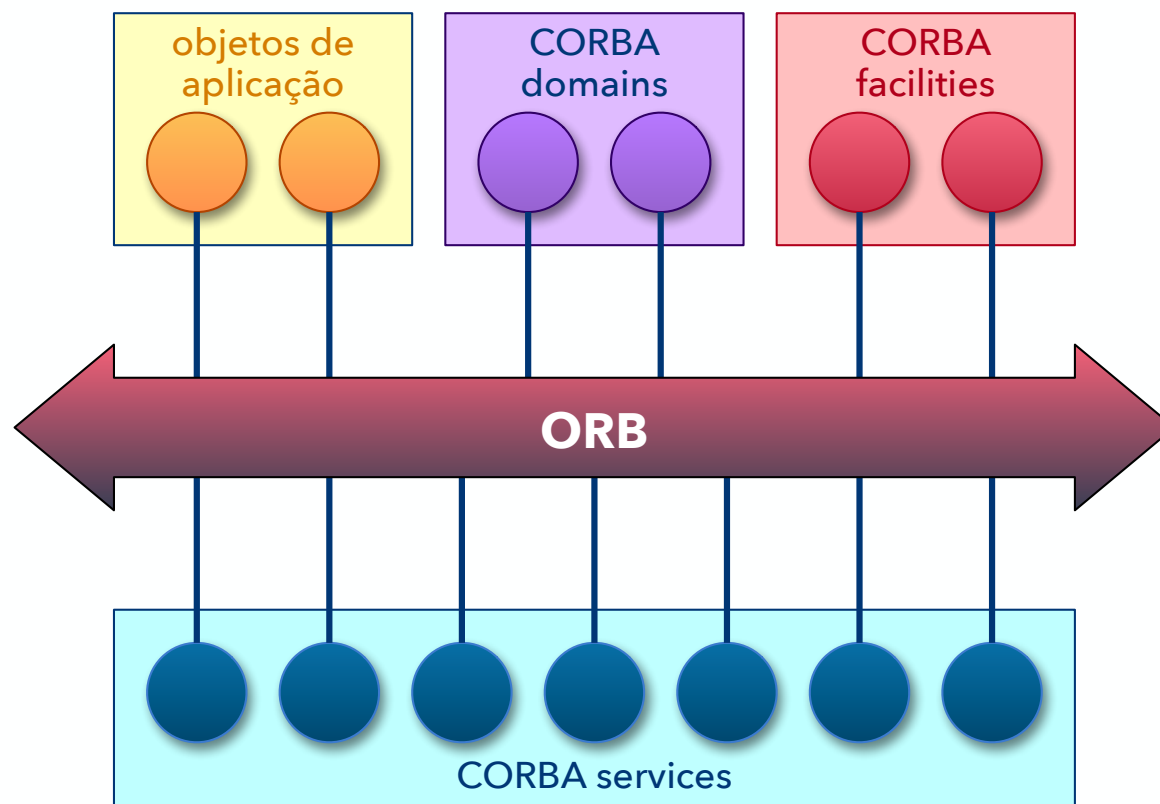 objetos de
aplicação
CORBA
domains
CORBA
facilities
ORB
CORBA services